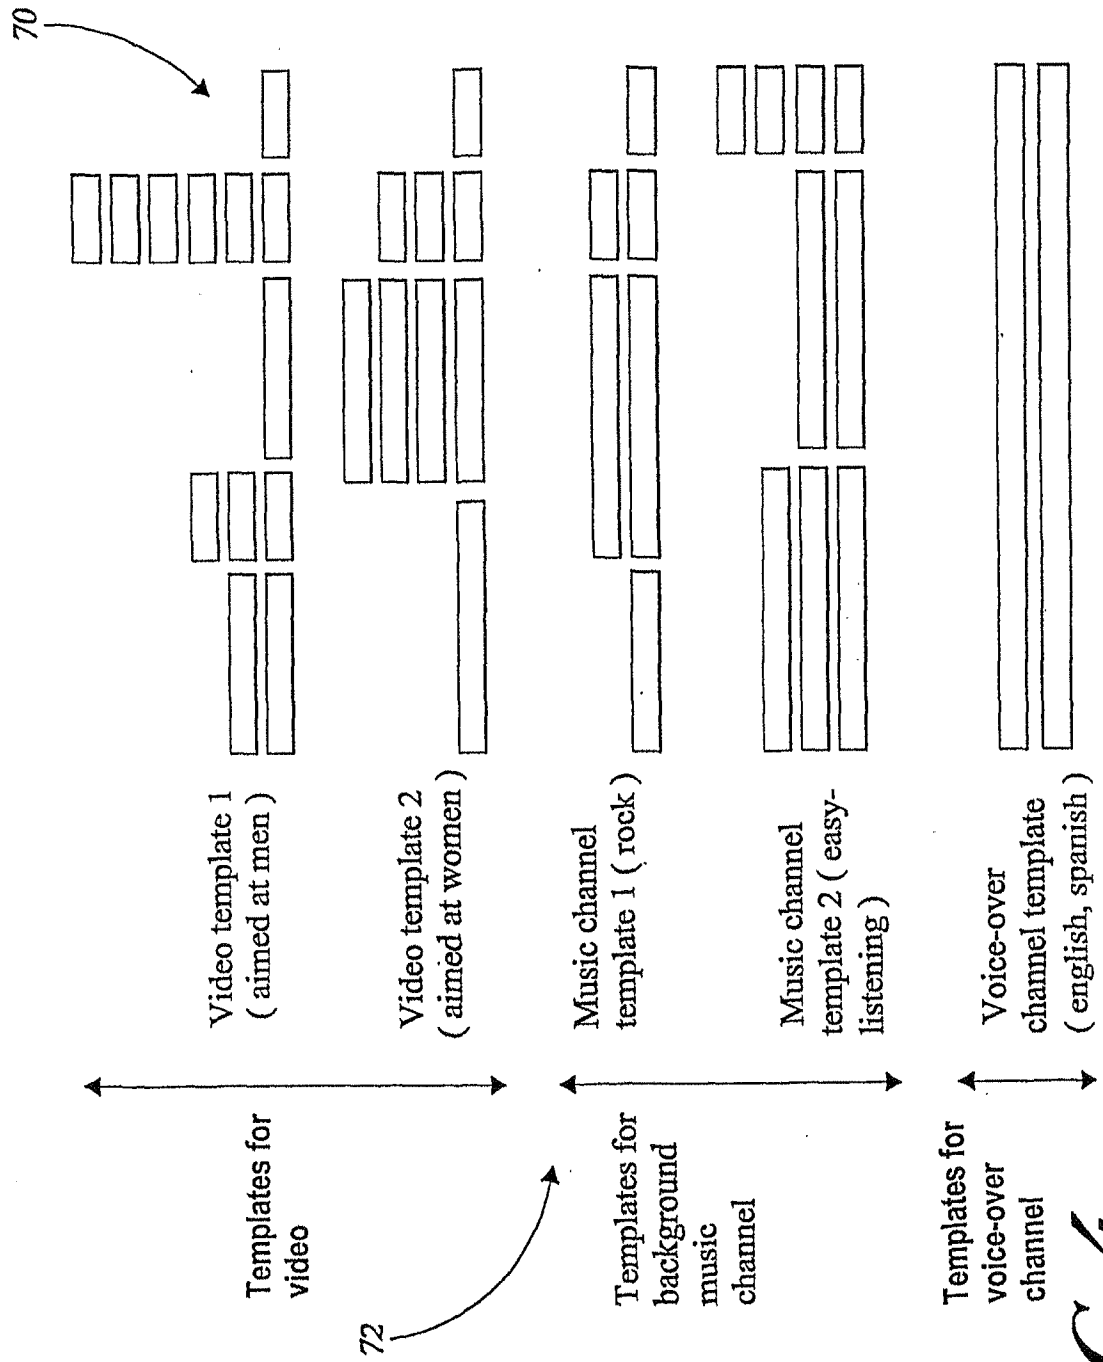 70
Video template 1
( aimed at men )
Video template 2
( aimed at women )
Music channel
template 1 ( rock )
Music channel
template 2 ( easy-
listening )
Voice-over
channel template
( english, spanish )
Templates for
video
72
Templates for
background
music
channel
Templates for
voice-over
channel